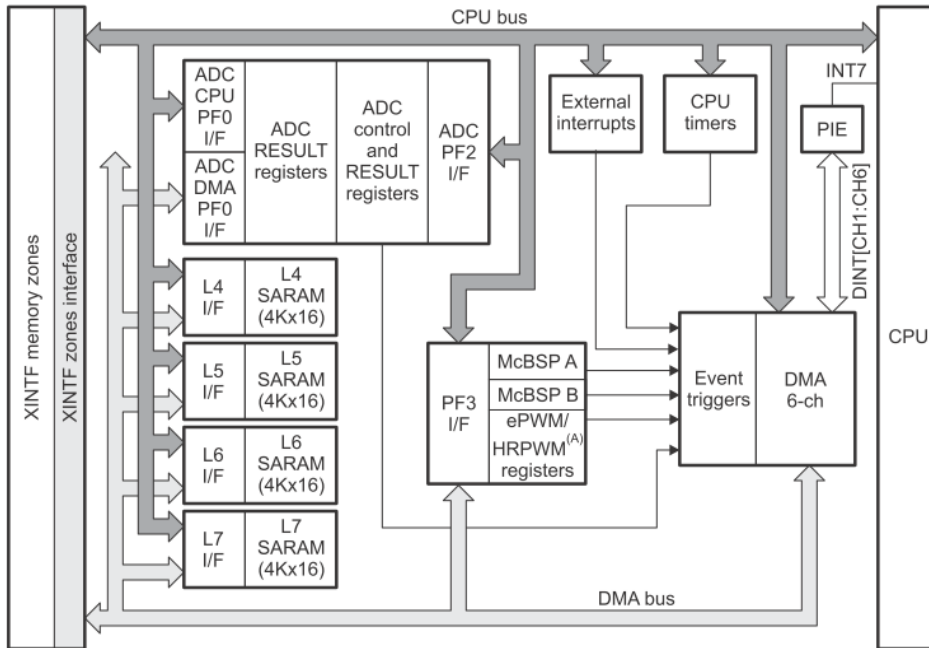 CPU bus
XINTF memory zones
XINTF zones interface
ADC
CPU
PF0
I/F
ADC
DMA
PF0
I/F
ADC
RESULT
registers
ADC
control
and
RESULT
registers
ADC
PF2
I/F
External
interrupts
CPU
timers
INT7
PIE
DINT[CH1:CH6]
CPU
L4
I/F
L4
SARAM
(4Kx16)
L5
I/F
L5
SARAM
(4Kx16)
L6
I/F
L6
SARAM
(4Kx16)
L7
I/F
L7
SARAM
(4Kx16)
PF3
I/F
McBSP A
McBSP B
ePWM/
HRPWM(A)
registers
Event
triggers
DMA
6-ch
DMA bus